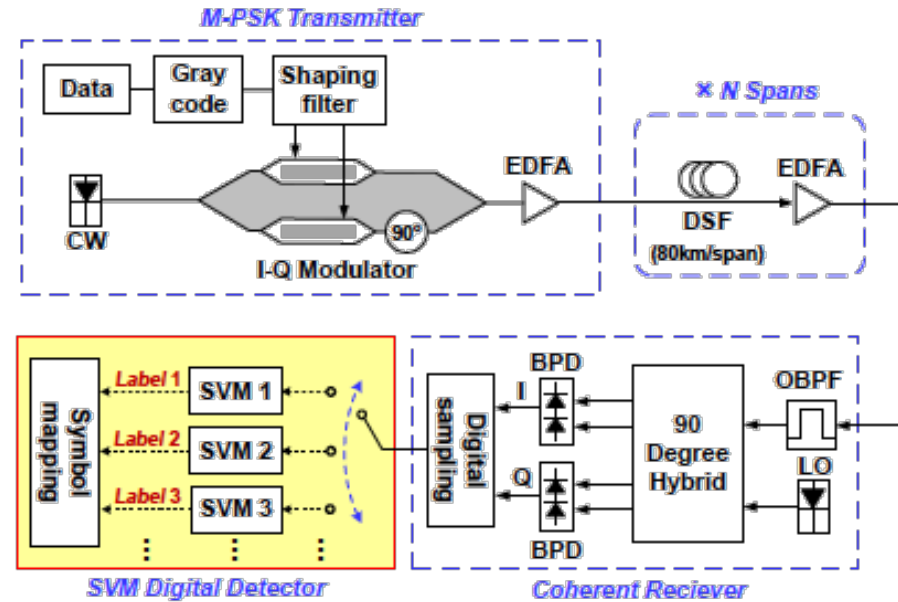 M-PSK Transmitter
Data
Gray
code
Shaping
filter
× N Spans
EDFA
EDFA
CW
90°
I-Q Modulator
DSF
(80km/span)
Symbol
mapping
Label 1
SVM 1
Label 2
SVM 2
Label 3
SVM 3
Digital
sampling
BPD
I
Q
BPD
90
Degree
Hybrid
OBPF
LO
SVM Digital Detector
Coherent Reciever